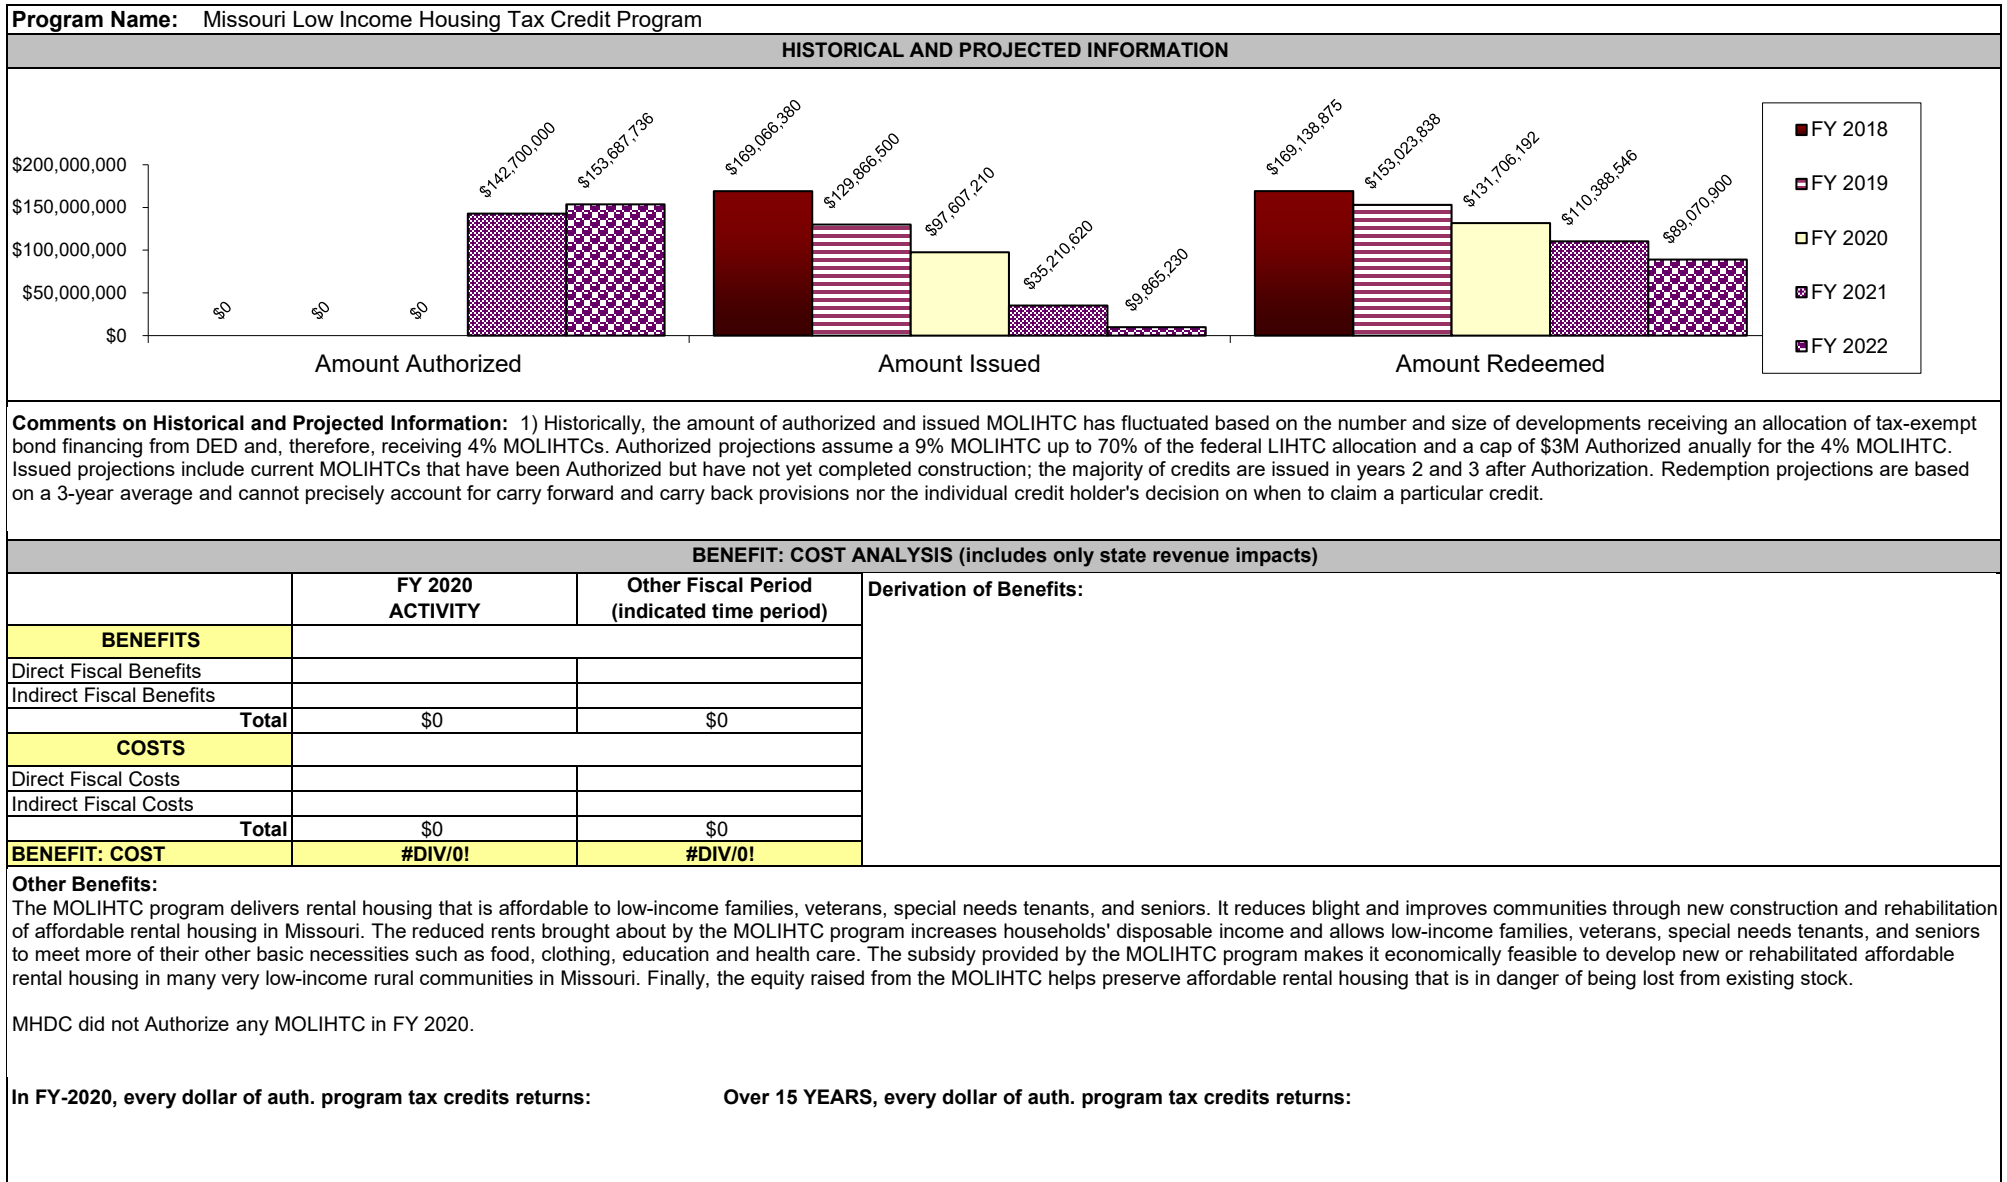 Program Name: Missouri Low Income Housing Tax Credit Program
HISTORICAL AND PROJECTED INFORMATION
$200,000,000
$150,000,000
$100,000,000
$50,000,000
$0
$0
$0
$0
$142,700,000
$153,687,736
$169,066,380
$129,866,500
$97,607,210
$35,210,620
$9,865,230
$169,138,875
$153,023,838
$131,706,192
$110,388,546
$89,070,900
Amount Authorized
Amount Issued
Amount Redeemed
FY 2018
FY 2019
FY 2020
FY 2021
FY 2022
Comments on Historical and Projected Information: 1) Historically, the amount of authorized and issued MOLIHTC has fluctuated based on the number and size of developments receiving an allocation of tax-exempt
bond financing from DED and, therefore, receiving 4% MOLIHTCs. Authorized projections assume a 9% MOLIHTC up to 70% of the federal LIHTC allocation and a cap of $3M Authorized anually for the 4% MOLIHTC.
Issued projections include current MOLIHTCs that have been Authorized but have not yet completed construction; the majority of credits are issued in years 2 and 3 after Authorization. Redemption projections are based
on a 3-year average and cannot precisely account for carry forward and carry back provisions nor the individual credit holder's decision on when to claim a particular credit.
BENEFIT: COST ANALYSIS (includes only state revenue impacts)
FY 2020
ACTIVITY
Other Fiscal Period
(indicated time period)
Derivation of Benefits:
BENEFITS
Direct Fiscal Benefits
Indirect Fiscal Benefits
Total $0 $0
COSTS
Direct Fiscal Costs
Indirect Fiscal Costs
Total $0 $0
BENEFIT: COST #DIV/0! #DIV/0!
Other Benefits:
The MOLIHTC program delivers rental housing that is affordable to low-income families, veterans, special needs tenants, and seniors. It reduces blight and improves communities through new construction and rehabilitation
of affordable rental housing in Missouri. The reduced rents brought about by the MOLIHTC program increases households' disposable income and allows low-income families, veterans, special needs tenants, and seniors
to meet more of their other basic necessities such as food, clothing, education and health care. The subsidy provided by the MOLIHTC program makes it economically feasible to develop new or rehabilitated affordable
rental housing in many very low-income rural communities in Missouri. Finally, the equity raised from the MOLIHTC helps preserve affordable rental housing that is in danger of being lost from existing stock.
MHDC did not Authorize any MOLIHTC in FY 2020.
In FY-2020, every dollar of auth. program tax credits returns:
Over 15 YEARS, every dollar of auth. program tax credits returns: